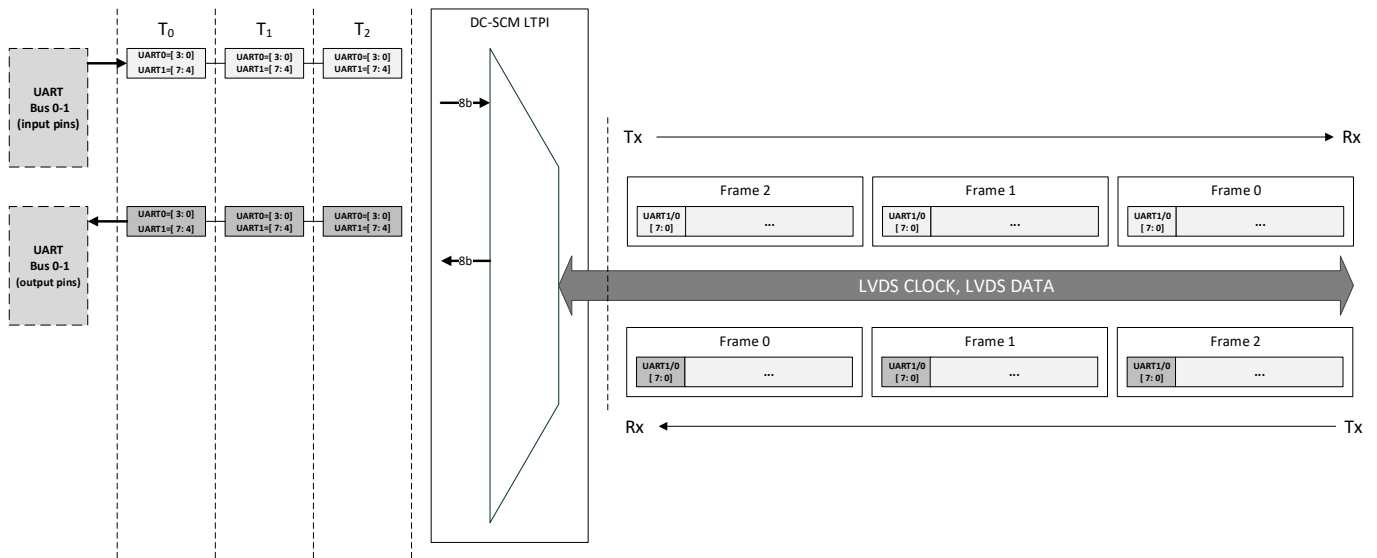 T0
T1
T2
DC-SCM LTPI
UART
Bus 0-1
(input pins)
UART0=[ 3: 0]
UART1=[ 7: 4]
UART0=[ 3: 0]
UART1=[ 7: 4]
UART0=[ 3: 0]
UART1=[ 7: 4]
8b
Tx
Rx
Frame 2
UART1/0
[ 7: 0]
...
Frame 1
UART1/0
[ 7: 0]
...
Frame 0
UART1/0
[ 7: 0]
...
UART
Bus 0-1
(output pins)
UART0=[ 3: 0]
UART1=[ 7: 4]
UART0=[ 3: 0]
UART1=[ 7: 4]
UART0=[ 3: 0]
UART1=[ 7: 4]
8b
LVDS CLOCK, LVDS DATA
Frame 0
UART1/0
[ 7: 0]
...
Frame 1
UART1/0
[ 7: 0]
...
Frame 2
UART1/0
[ 7: 0]
...
Rx
Tx